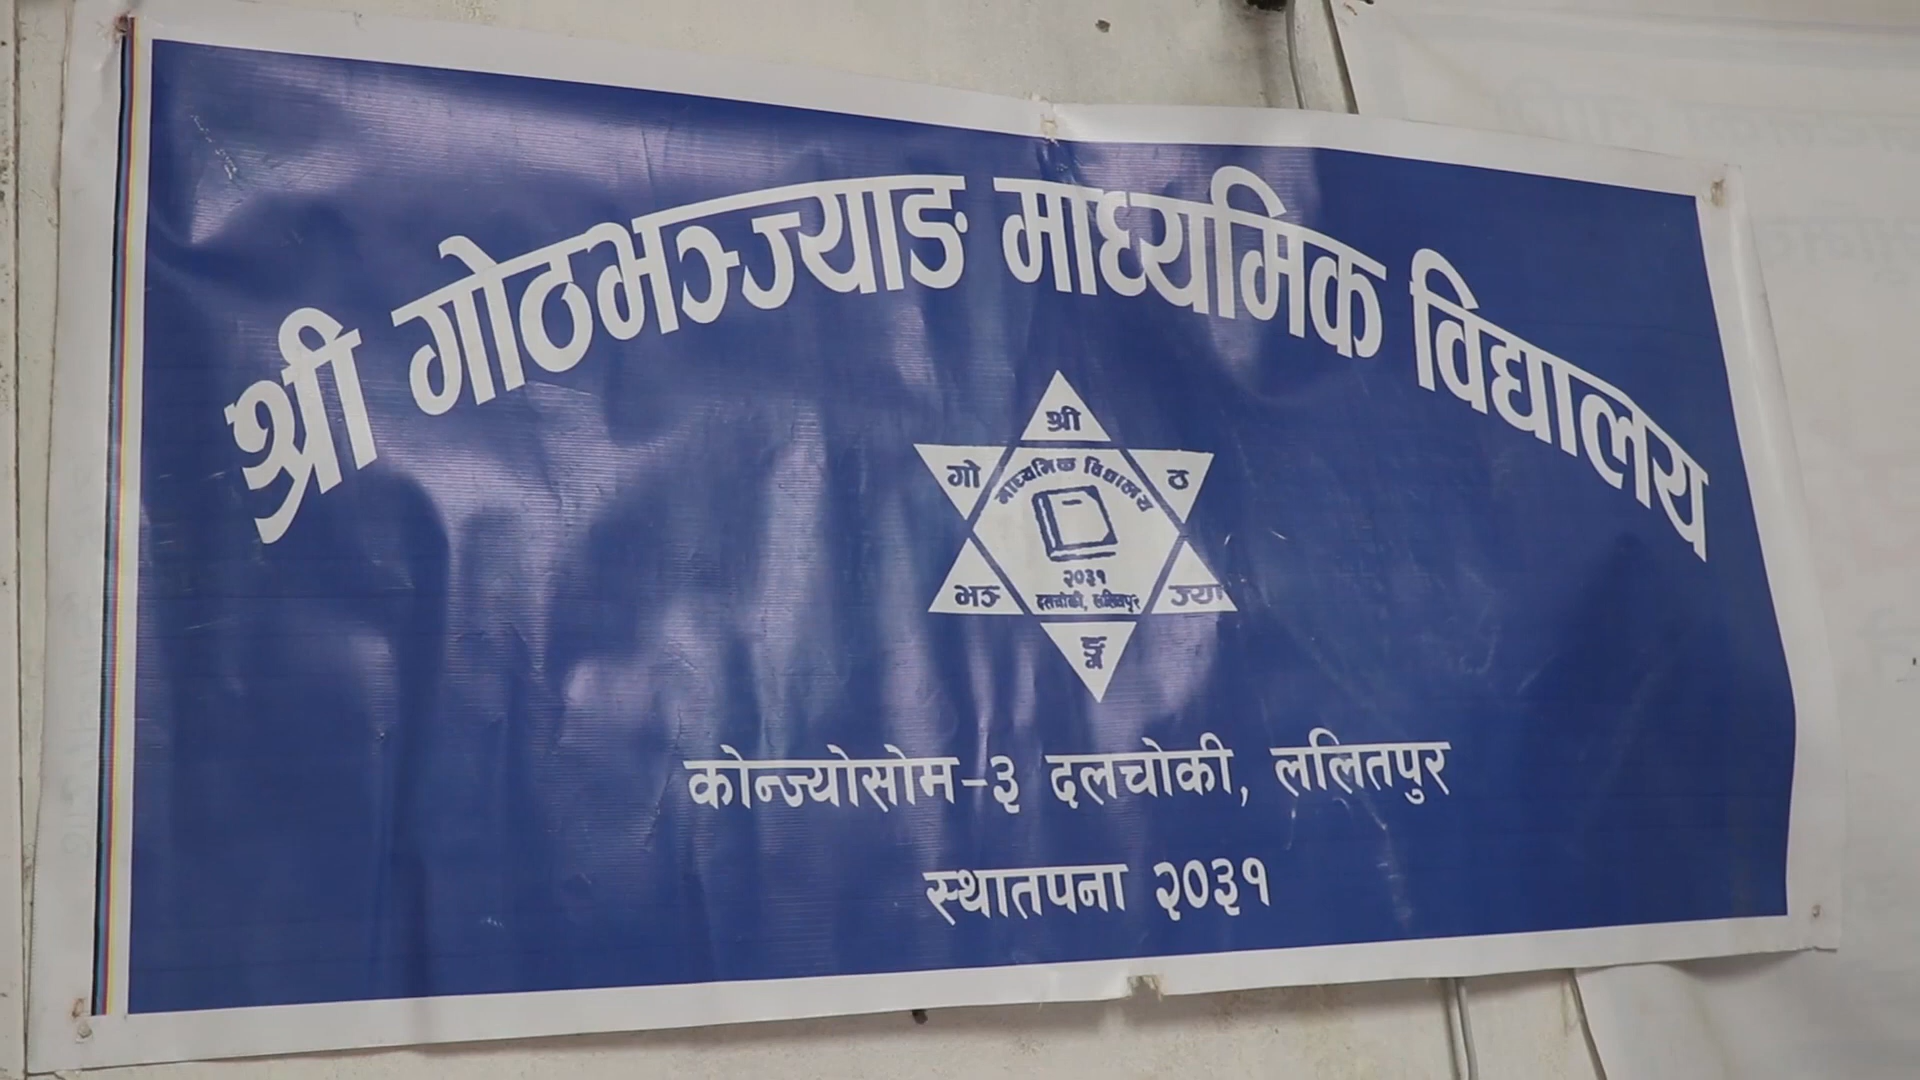 श्री गोठभञ्ज्याङ माध्यमिक विद्यालय
श्री
गो
ठ
माध्यमिक विद्यालय
२०३१
दलचोकी, ललितपुर
भञ
ज्या
कोन्ज्योसोम-३ दलचोकी, ललितपुर
स्थातपना २०३१